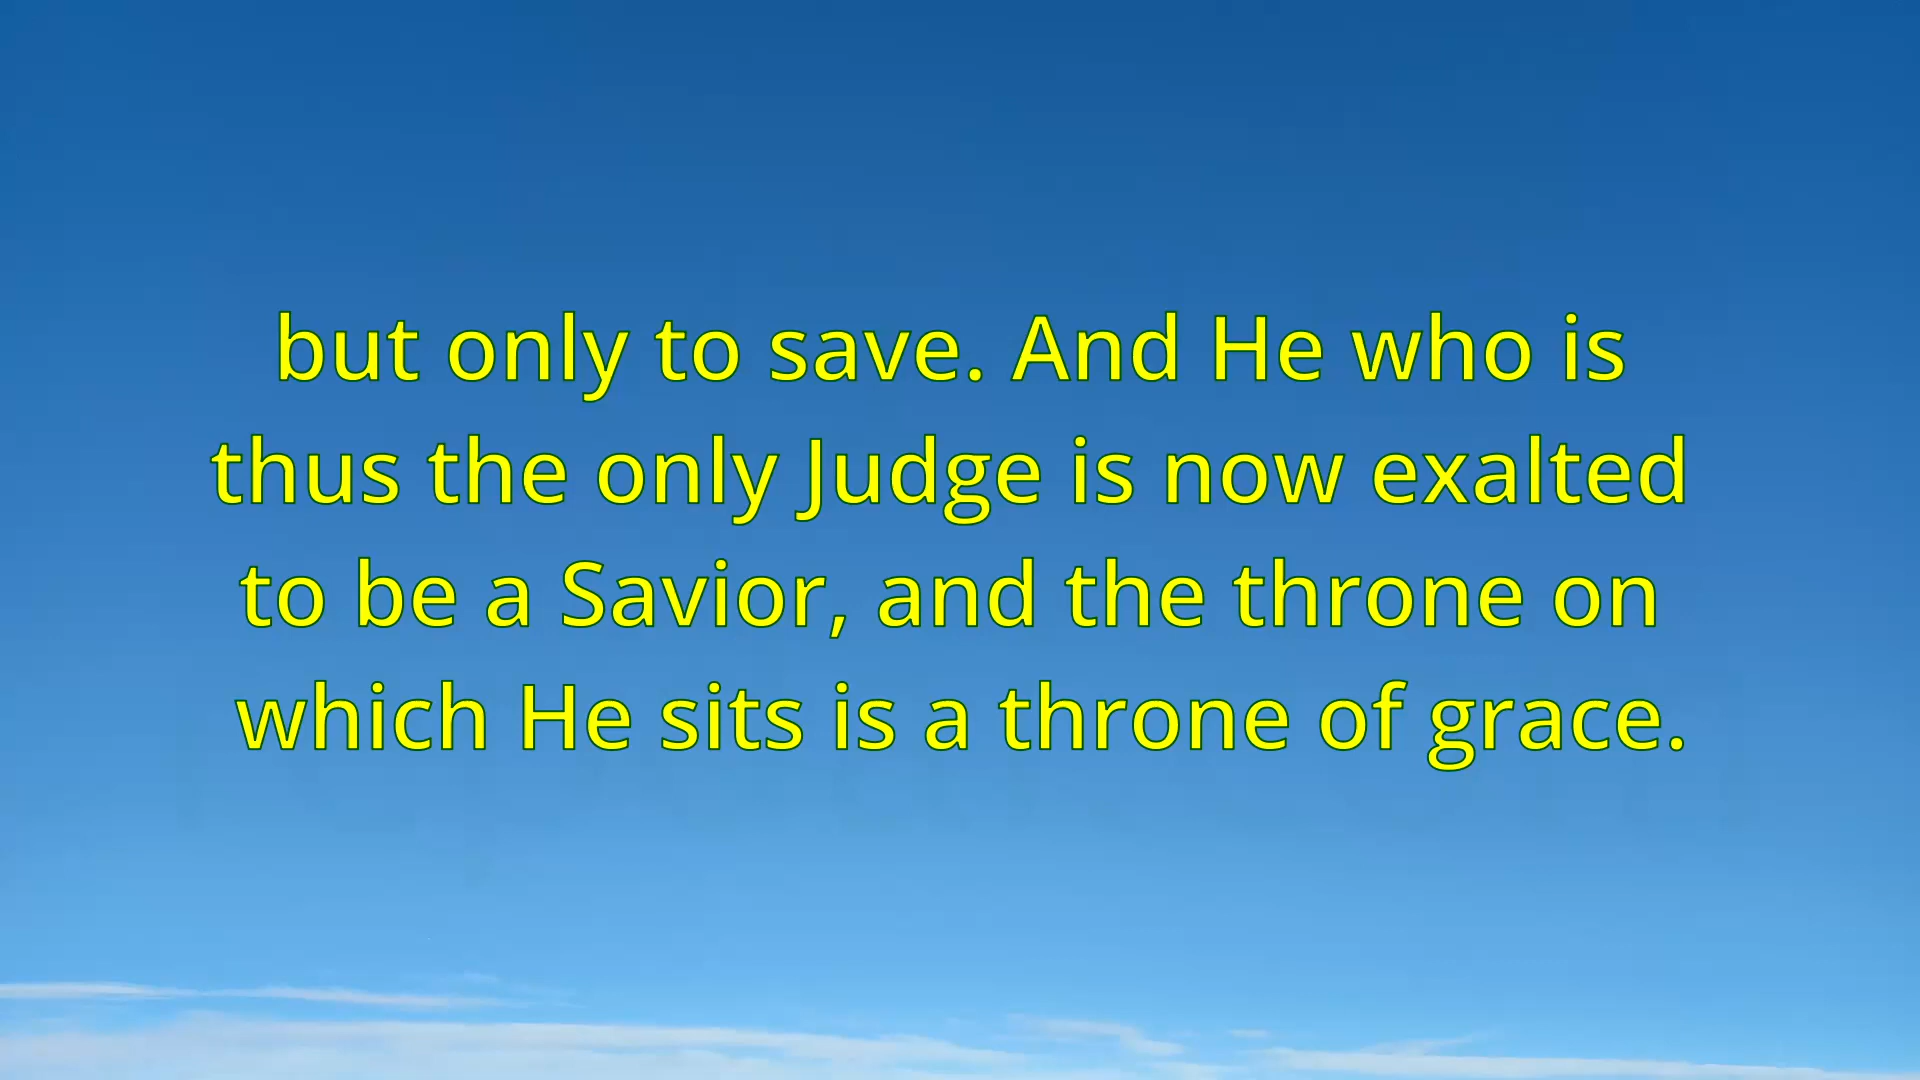 but only to save. And He who is
thus the only Judge is now exalted
to be a Savior, and the throne on
which He sits is a throne of grace.